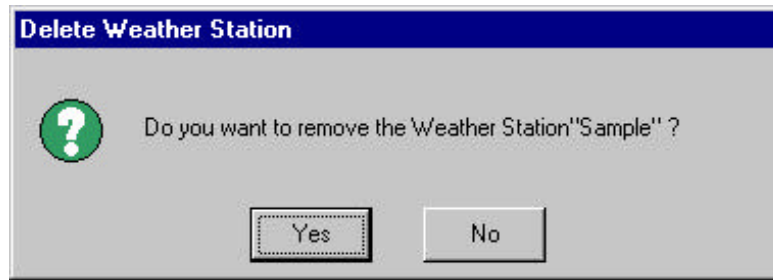 Delete Weather Station
Do you want to remove the Weather Station"Sample" ?
Yes No